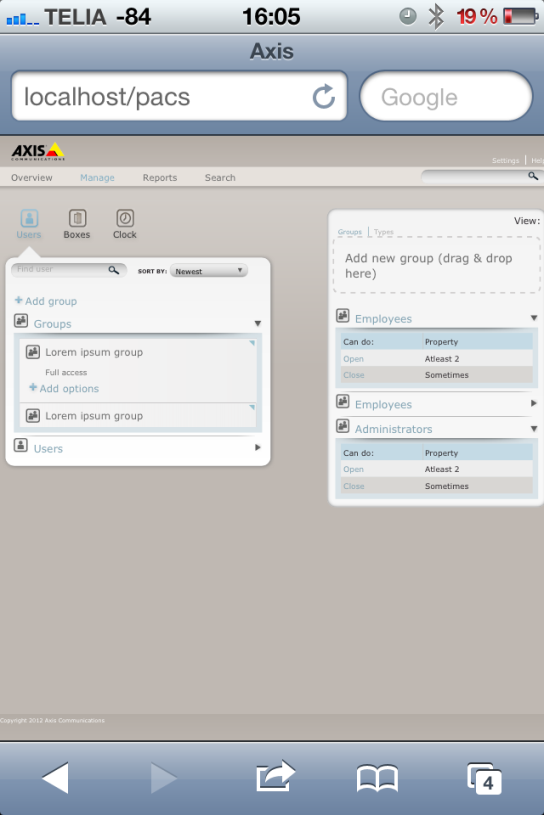 TELIA -84 16:05 19 %
Axis
localhost/pacs
Google
AXIS
COMMUNICATIONS
Settings | Help
Overview Manage Reports Search
Users Boxes Clock
Find user
SORT BY: Newest
+ Add group
Groups
Lorem ipsum group
Full access
+ Add options
Lorem ipsum group
Users
View:
Groups | Types
Add new group (drag & drop
here)
Employees
Can do: Property
Open Atleast 2
Close Sometimes
Employees
Administrators
Can do: Property
Open Atleast 2
Close Sometimes
Copyright 2012 Axis Communications
4